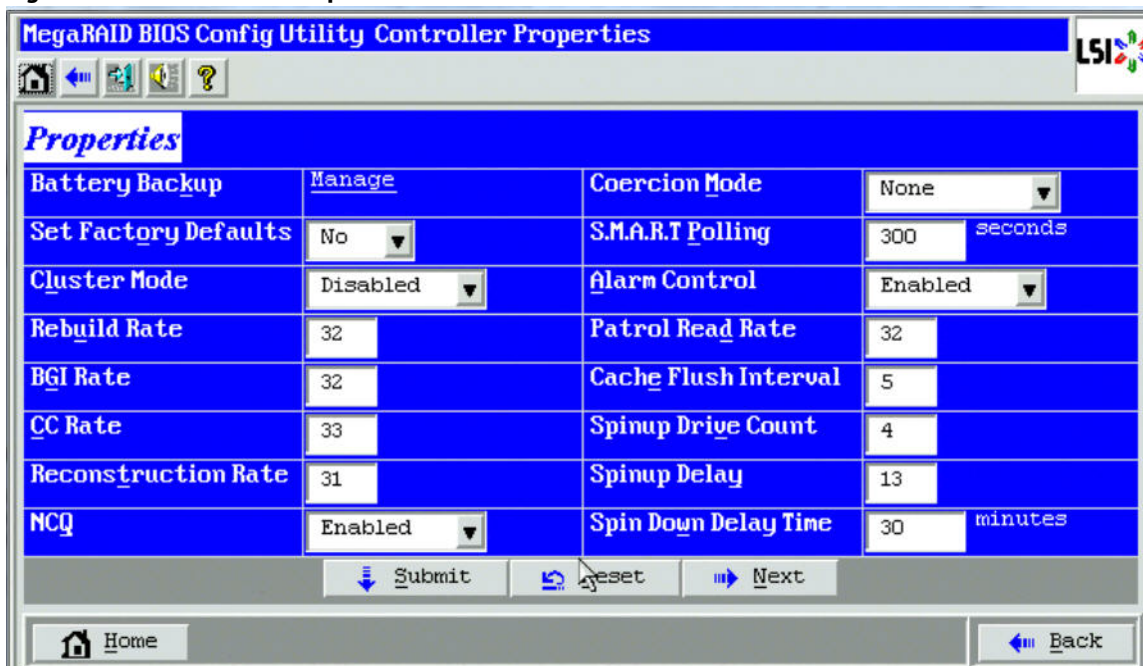 MegaRAID BIOS Config Utility Controller Properties
LSI
Properties
Battery Backup Manage Coercion Mode None
Set Factory Defaults No S.M.A.R.T Polling 300 seconds
Cluster Mode Disabled Alarm Control Enabled
Rebuild Rate 32 Patrol Read Rate 32
BGI Rate 32 Cache Flush Interval 5
CC Rate 33 Spinup Drive Count 4
Reconstruction Rate 31 Spinup Delay 13
NCQ Enabled Spin Down Delay Time 30 minutes
Submit Reset Next
Home Back